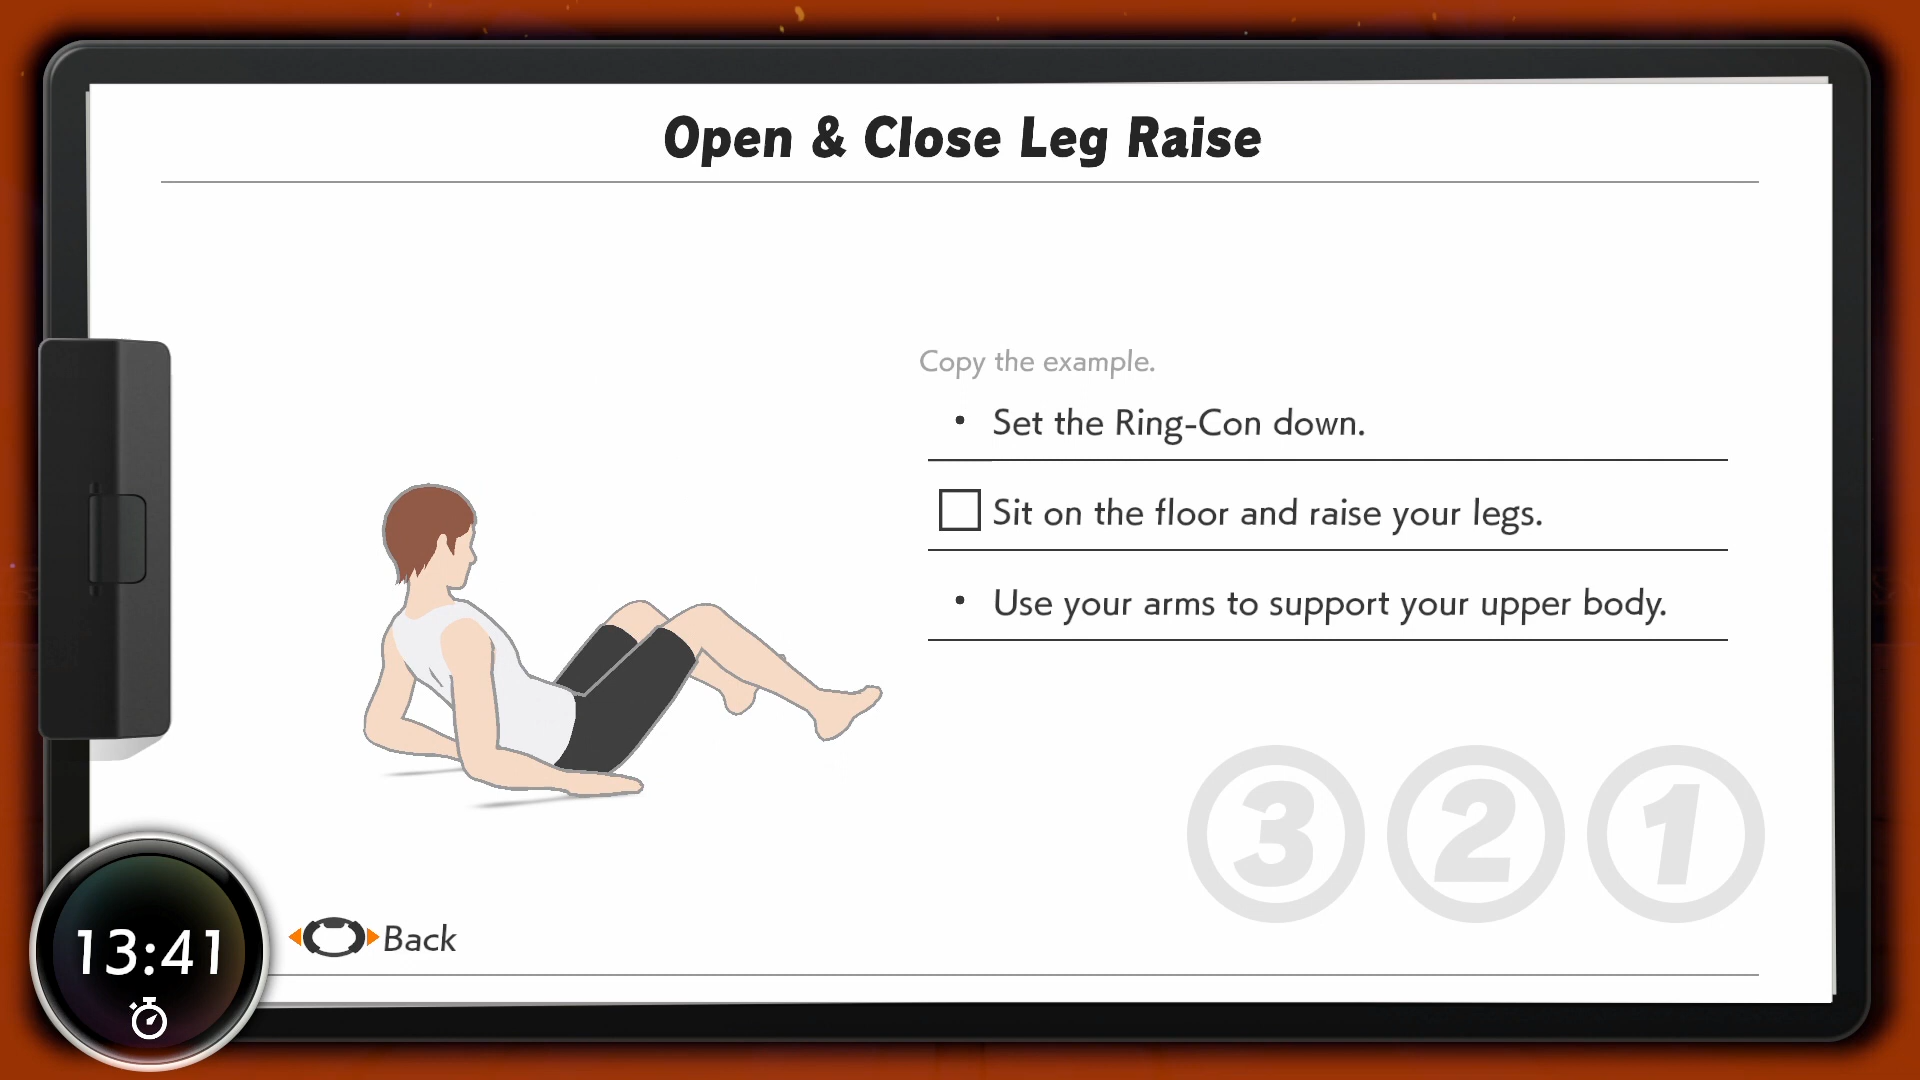 Open & Close Leg Raise
Copy the example.
• Set the Ring-Con down.
Sit on the floor and raise your legs.
• Use your arms to support your upper body.
3 2 1
13:41
Back